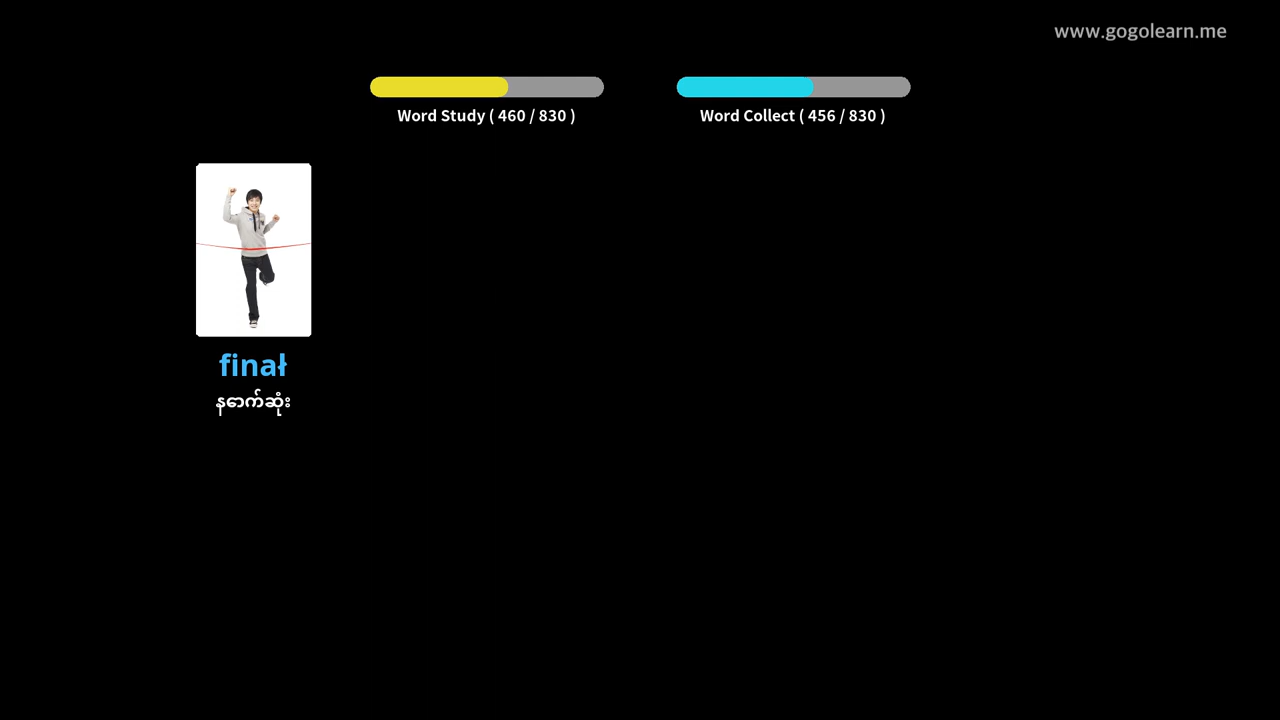 www.gogolearn.me
Word Study ( 460 / 830 )
Word Collect ( 456 / 830 )
finał
နောက်ဆုံး